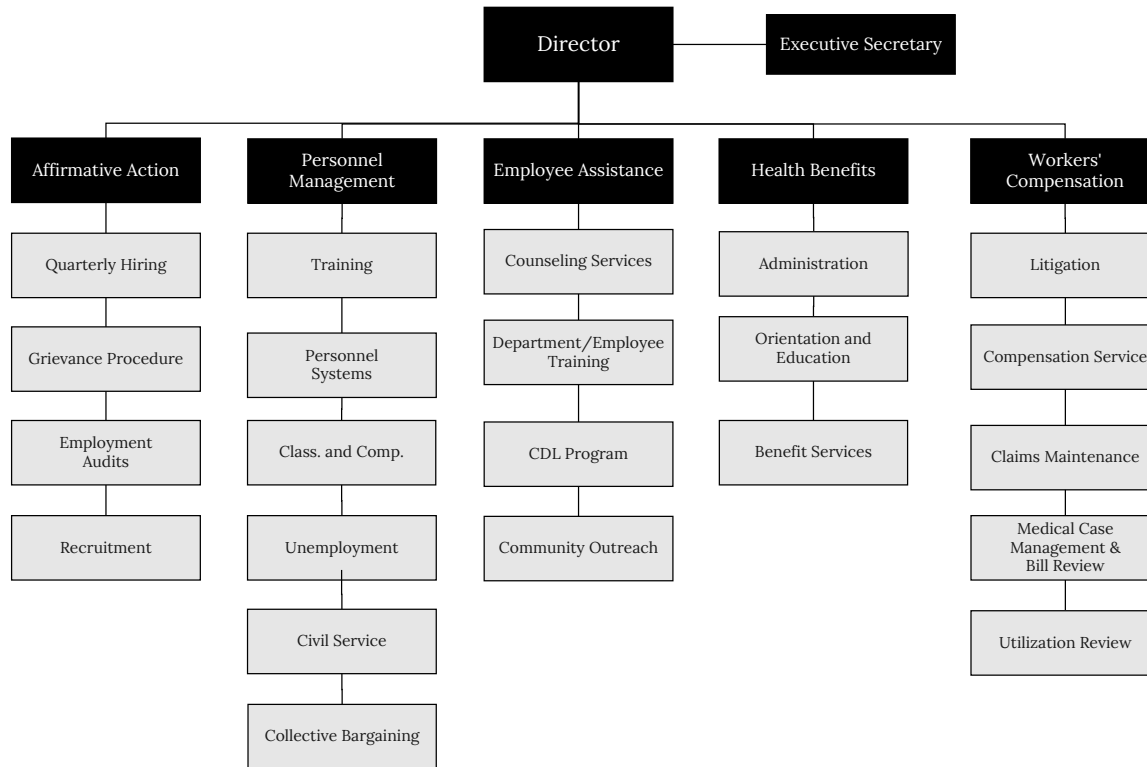 Director
Executive Secretary
Affirmative Action
Personnel
Management
Employee Assistance
Health Benefits
Workers'
Compensation
Quarterly Hiring
Grievance Procedure
Employment
Audits
Recruitment
Training
Personnel
Systems
Class. and Comp.
Unemployment
Civil Service
Collective Bargaining
Counseling Services
Department/Employee
Training
CDL Program
Community Outreach
Administration
Orientation and
Education
Benefit Services
Litigation
Compensation Service
Claims Maintenance
Medical Case
Management &
Bill Review
Utilization Review